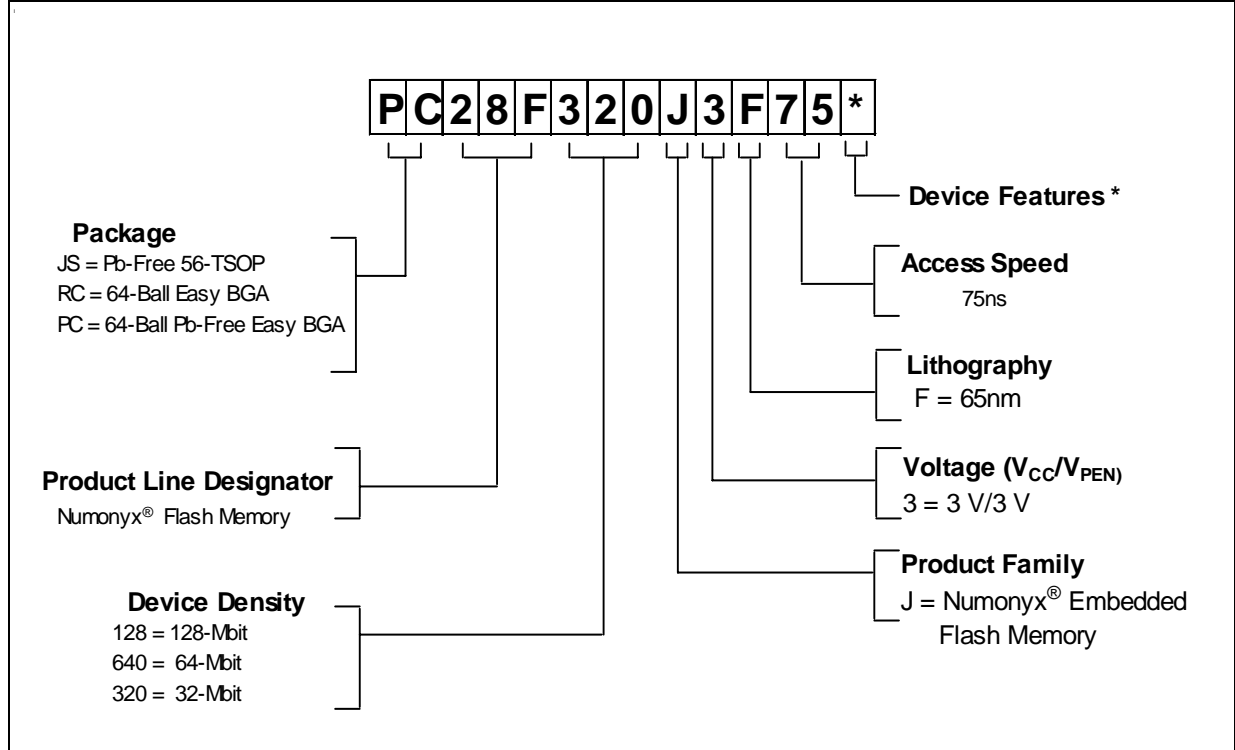 PC28F320J3F75*
Package
JS = Pb-Free 56-TSOP
RC = 64-Ball Easy BGA
PC = 64-Ball Pb-Free Easy BGA
Product Line Designator
Numonyx® Flash Memory
Device Density
128 = 128-Mbit
640 = 64-Mbit
320 = 32-Mbit
Device Features *
Access Speed
75ns
Lithography
F = 65nm
Voltage (VCC/VPEN)
3 = 3 V/3 V
Product Family
J = Numonyx® Embedded
Flash Memory